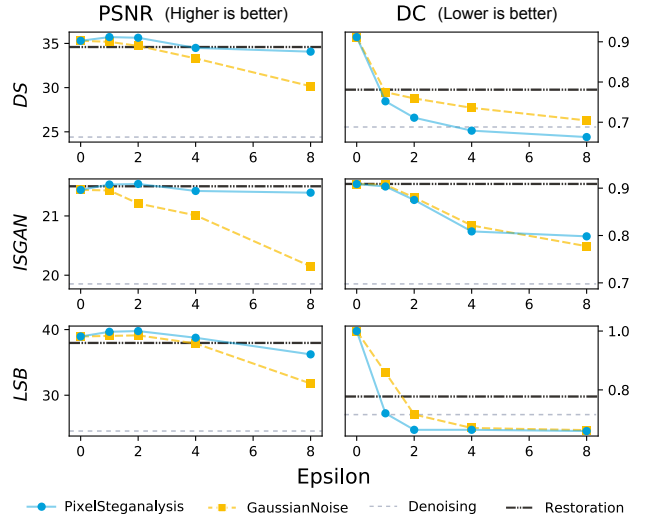 PSNR (Higher is better) DC (Lower is better)
35
30
25
DS
0 2 4 6 8
0.9
0.8
0.7
0 2 4 6 8
21
20
ISGAN
0 2 4 6 8
0.9
0.8
0.7
0 2 4 6 8
40
30
LSB
0 2 4 6 8
1.0
0.8
0 2 4 6 8
Epsilon
PixelSteganalysis GaussianNoise Denoising Restoration